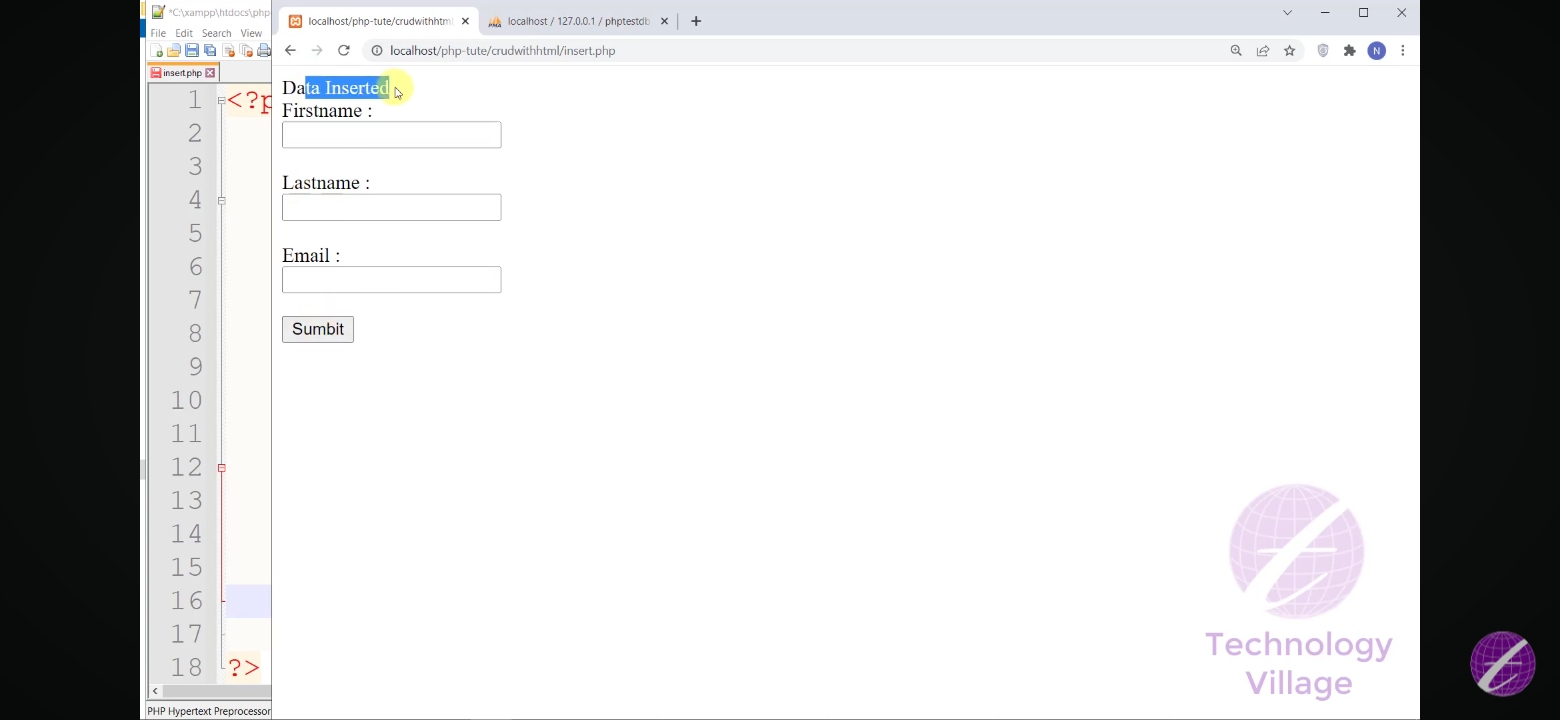 *C:\xampp\htdocs\php-
localhost/php-tute/crudwithhtml
localhost / 127.0.0.1 / phptestdb
File Edit Search View
localhost/php-tute/crudwithhtml/insert.php
N
insert.php
Data Inserted
Firstname :
Lastname :
Email :
Sumbit
1 <?p
2
3
4
5
6
7
8
9
10
11
12
13
14
15
16
17
18 ?>
PHP Hypertext Preprocessor
Technology
Village